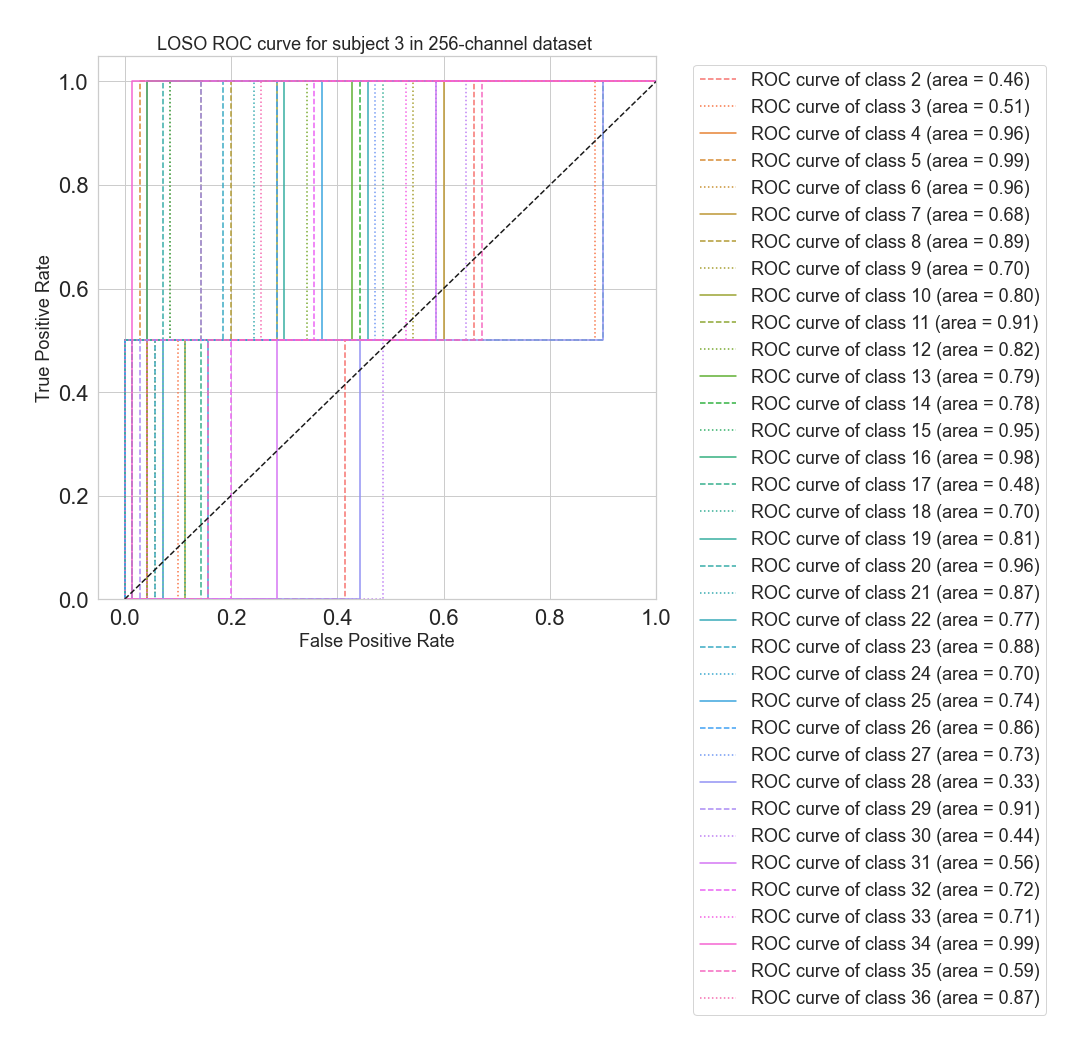 LOSO ROC curve for subject 3 in 256-channel dataset
True Positive Rate
1.0
0.8
0.6
0.4
0.2
0.0
0.0
0.2
0.4
0.6
0.8
1.0
False Positive Rate
ROC curve of class 2 (area = 0.46)
ROC curve of class 3 (area = 0.51)
ROC curve of class 4 (area = 0.96)
ROC curve of class 5 (area = 0.99)
ROC curve of class 6 (area = 0.96)
ROC curve of class 7 (area = 0.68)
ROC curve of class 8 (area = 0.89)
ROC curve of class 9 (area = 0.70)
ROC curve of class 10 (area = 0.80)
ROC curve of class 11 (area = 0.91)
ROC curve of class 12 (area = 0.82)
ROC curve of class 13 (area = 0.79)
ROC curve of class 14 (area = 0.78)
ROC curve of class 15 (area = 0.95)
ROC curve of class 16 (area = 0.98)
ROC curve of class 17 (area = 0.48)
ROC curve of class 18 (area = 0.70)
ROC curve of class 19 (area = 0.81)
ROC curve of class 20 (area = 0.96)
ROC curve of class 21 (area = 0.87)
ROC curve of class 22 (area = 0.77)
ROC curve of class 23 (area = 0.88)
ROC curve of class 24 (area = 0.70)
ROC curve of class 25 (area = 0.74)
ROC curve of class 26 (area = 0.86)
ROC curve of class 27 (area = 0.73)
ROC curve of class 28 (area = 0.33)
ROC curve of class 29 (area = 0.91)
ROC curve of class 30 (area = 0.44)
ROC curve of class 31 (area = 0.56)
ROC curve of class 32 (area = 0.72)
ROC curve of class 33 (area = 0.71)
ROC curve of class 34 (area = 0.99)
ROC curve of class 35 (area = 0.59)
ROC curve of class 36 (area = 0.87)